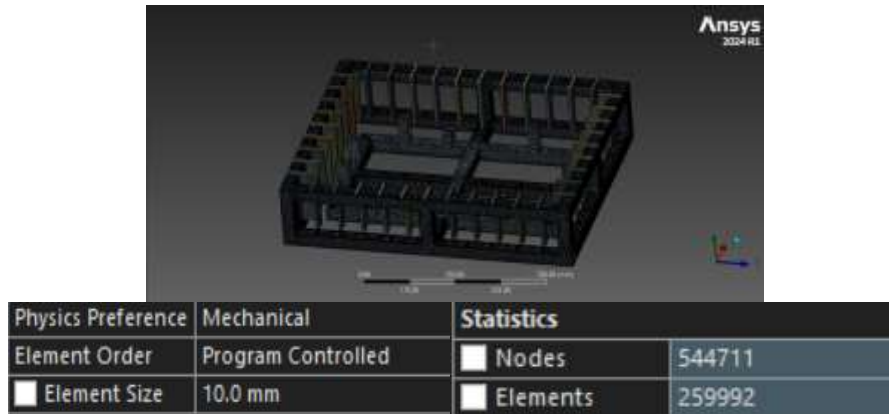 Ansys
2024 R1
Physics Preference Mechanical
Element Order Program Controlled
Element Size 10.0 mm
Statistics
Nodes 544711
Elements 259992